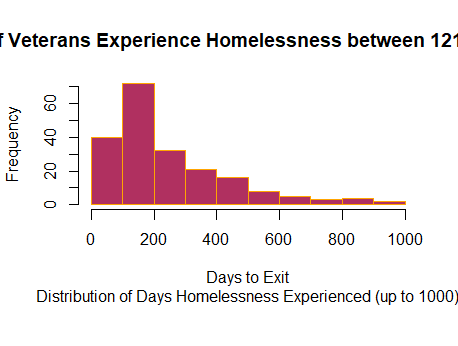 f Veterans Experience Homelessness between 121
Frequency
60
40
20
0
0 200 400 600 800 1000
Days to Exit
Distribution of Days Homelessness Experienced (up to 1000)